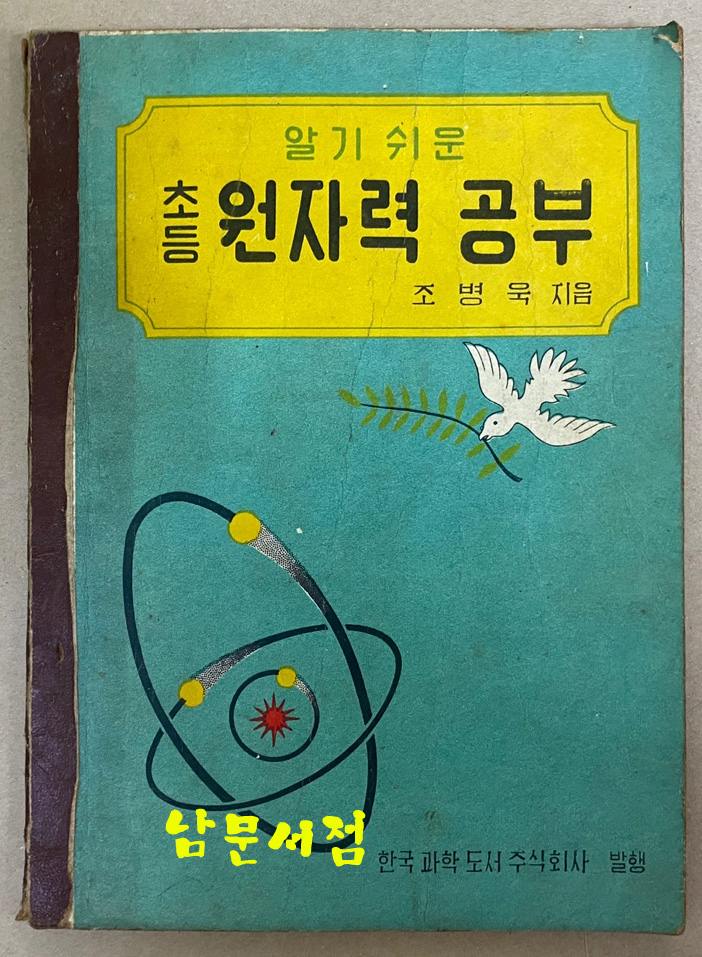 알기 쉬운
초등 원자력 공부
조병욱 지음
남문서점
한국과학도서주식회사 발행